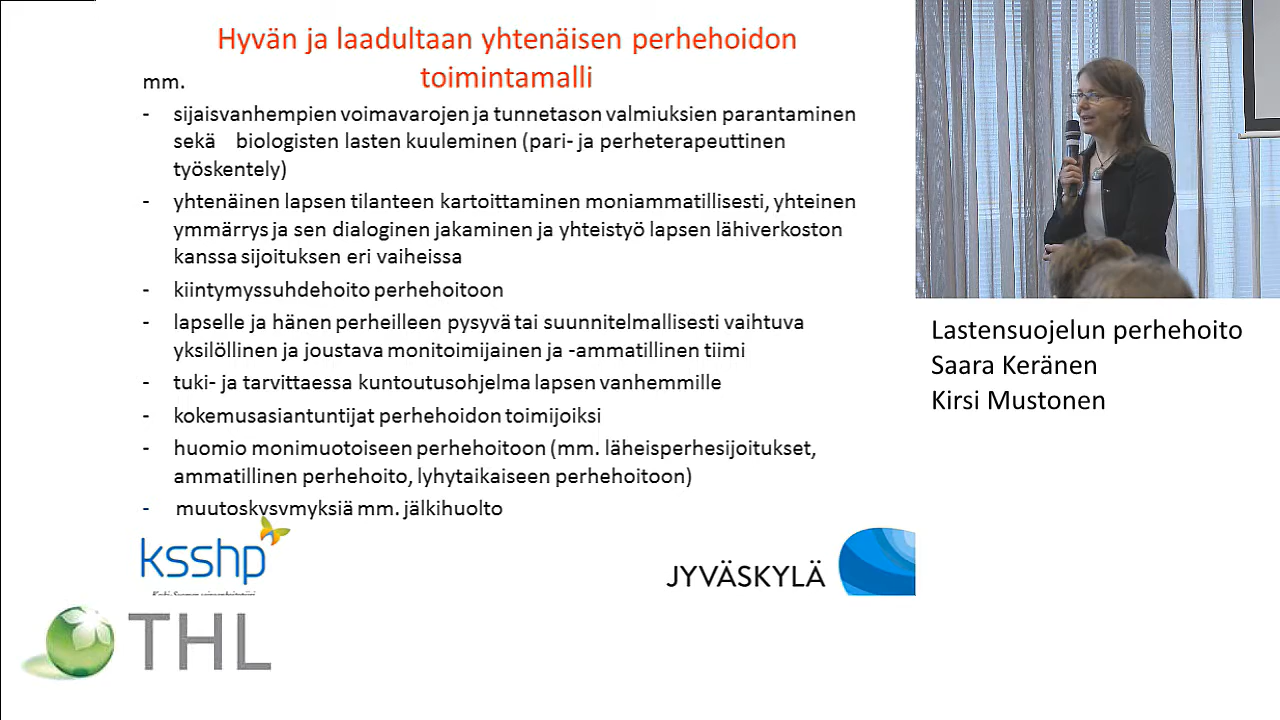 Hyvän ja laadultaan yhtenäisen perhehoidon
toimintamalli
mm.
- sijaisvanhempien voimavarojen ja tunnetason valmiuksien parantaminen
sekä biologisten lasten kuuleminen (pari- ja perheterapeuttinen
työskentely)
- yhtenäinen lapsen tilanteen kartoittaminen moniammatillisesti, yhteinen
ymmärrys ja sen dialoginen jakaminen ja yhteistyö lapsen lähiverkoston
kanssa sijoituksen eri vaiheissa
- kiintymyssuhdehoito perhehoitoon
- lapselle ja hänen perheilleen pysyvä tai suunnitelmallisesti vaihtuva
yksilöllinen ja joustava monitoimijainen ja -ammatillinen tiimi
- tuki- ja tarvittaessa kuntoutusohjelma lapsen vanhemmille
- kokemusasiantuntijat perhehoidon toimijoiksi
- huomio monimuotoiseen perhehoitoon (mm. läheisperhesijoitukset,
ammatillinen perhehoito, lyhytaikaiseen perhehoitoon)
- muutoskysymyksiä mm. jälkihuolto
ksshp
JYVÄSKYLÄ
THL
Lastensuojelun perhehoito
Saara Keränen
Kirsi Mustonen